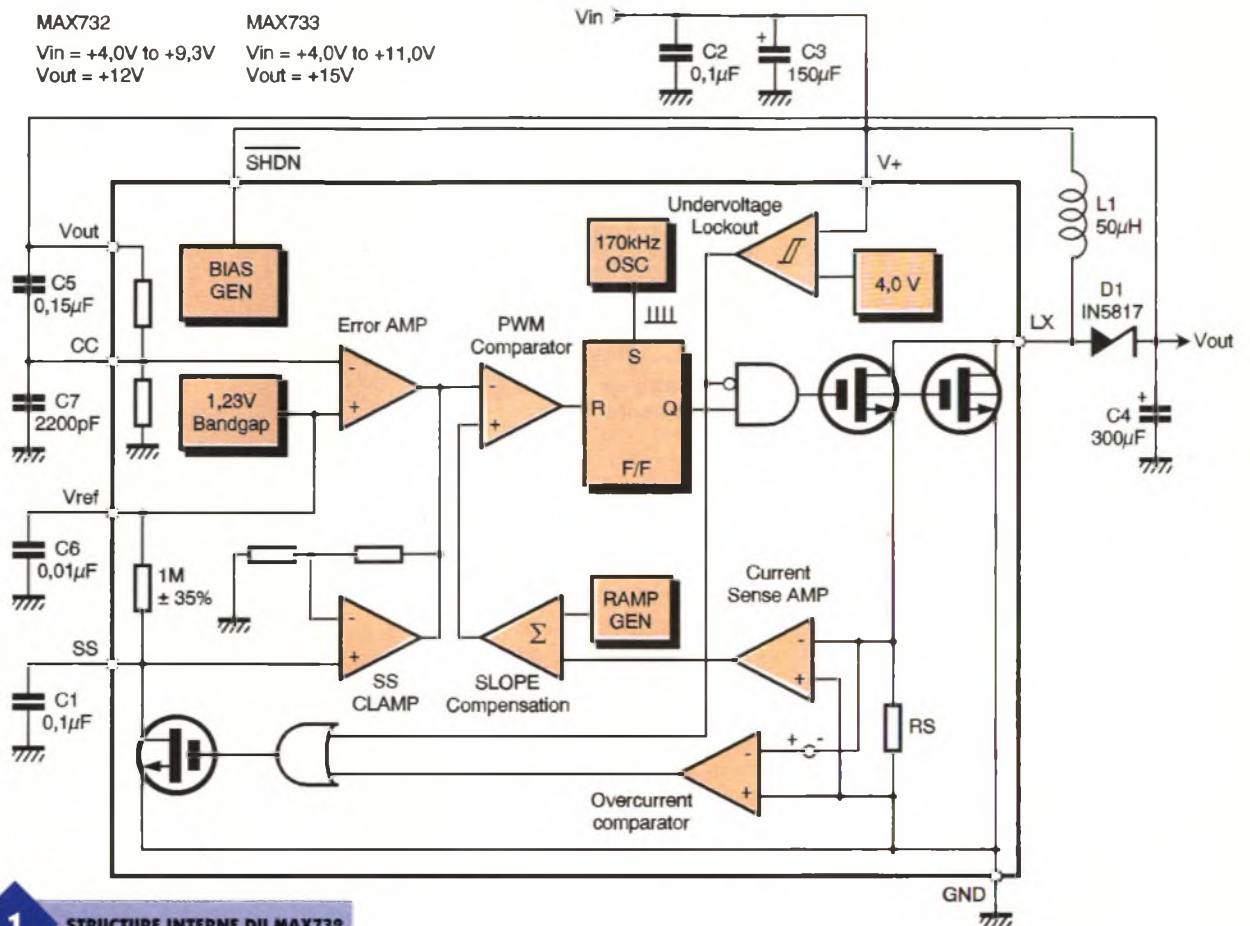 MAX732
Vin = +4,0V to +9,3V
Vout = +12V
MAX733
Vin = +4,0V to +11,0V
Vout = +15V
Vin
C2
0,1µF
+
C3
150µF
SHDN
V+
Undervoltage
Lockout
L1
50µH
Vout
BIAS
GEN
170kHz
OSC
4,0 V
C5
0,15µF
D1
IN5817
LX
Vout
Error AMP
PWM
Comparator
CC
-
+
-
+
S
R
Q
F/F
C7
2200pF
1,23V
Bandgap
+
C4
300µF
Vref
C6
0,01µF
1M
± 35%
RAMP
GEN
Current
Sense AMP
-
+
Σ
SS
-
+
C1
0,1µF
SS
CLAMP
SLOPE
Compensation
RS
+ -
-
+
Overcurrent
comparator
GND
1
STRUCTURE INTERNE DU MAX732